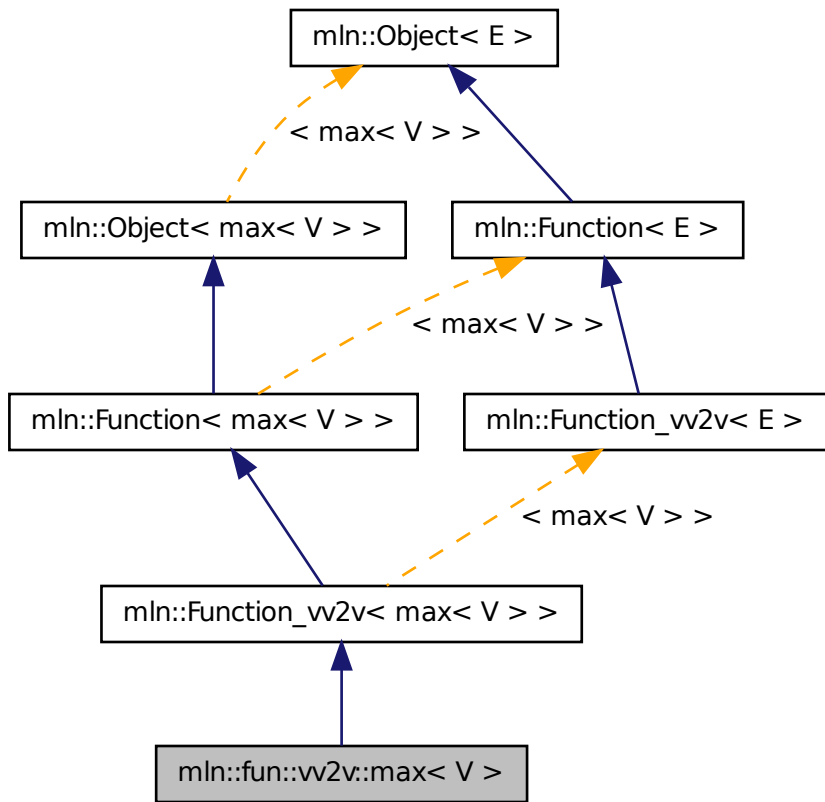 mln::Object< E >
< max< V > >
mln::Object< max< V > >
mln::Function< E >
< max< V > >
mln::Function< max< V > >
mln::Function_vv2v< E >
< max< V > >
mln::Function_vv2v< max< V > >
mln::fun::vv2v::max< V >